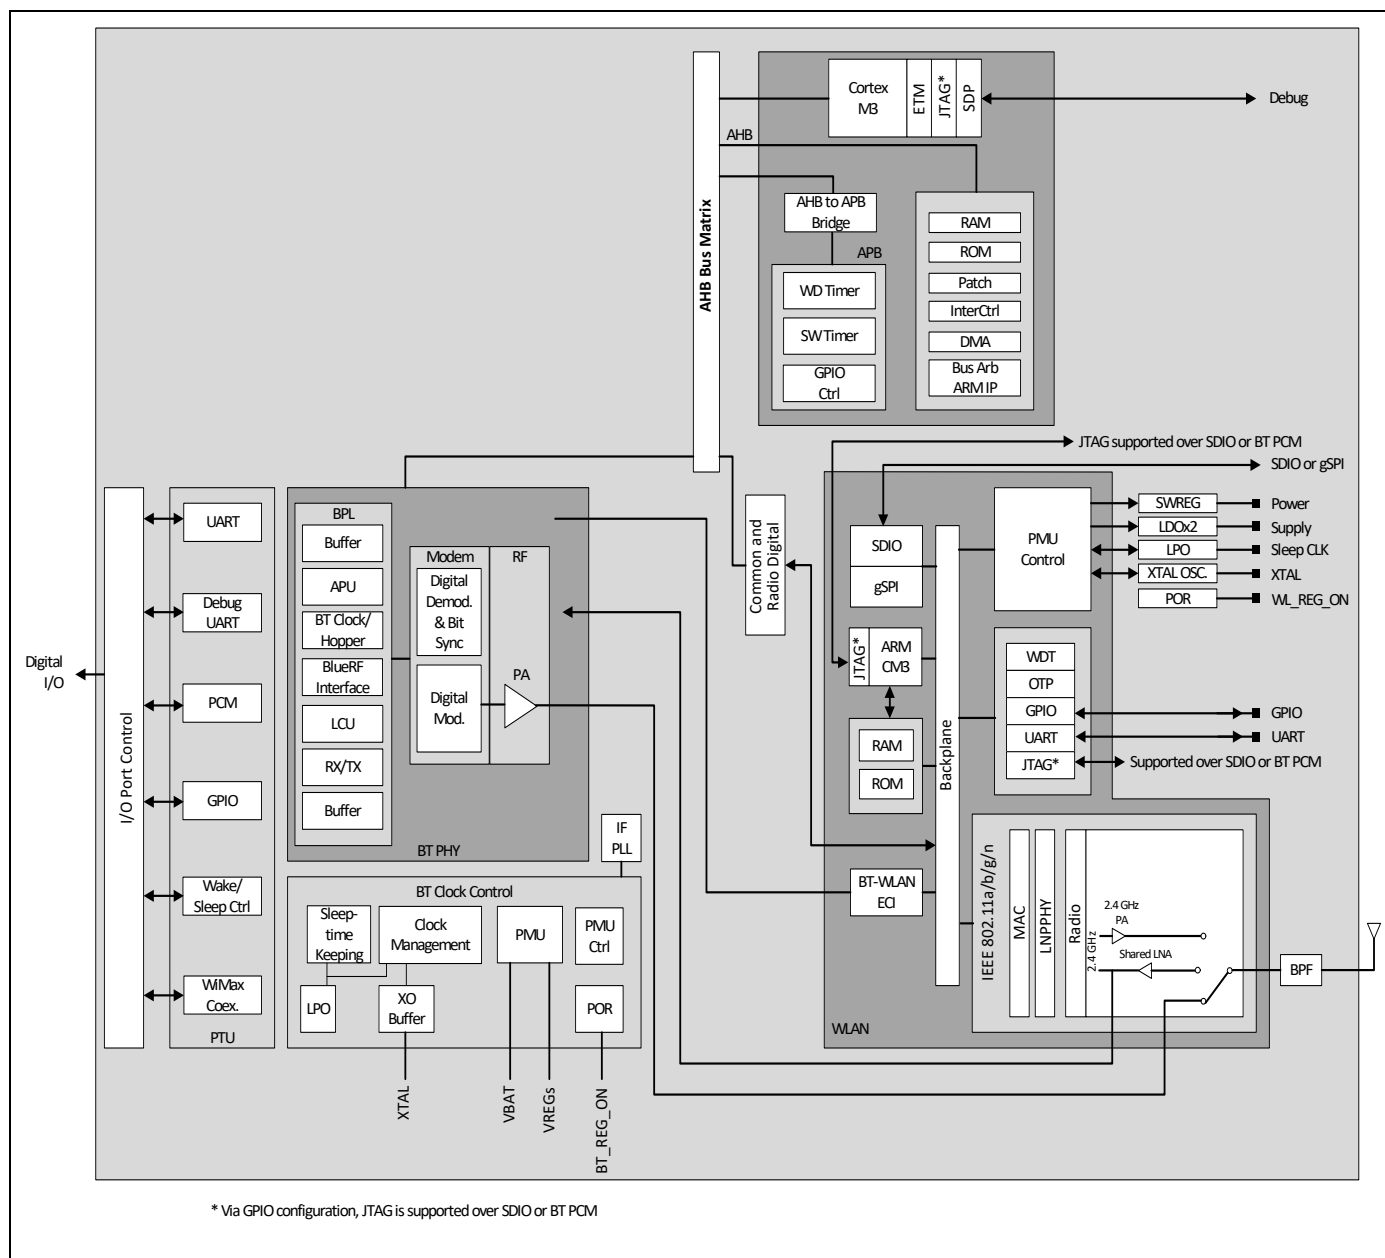 Cortex
M3
ETM
JTAG*
SDP
Debug
AHB
AHB Bus Matrix
AHB to APB
Bridge
APB
WD Timer
SW Timer
GPIO
Ctrl
RAM
ROM
Patch
InterCtrl
DMA
Bus Arb
ARM IP
JTAG supported over SDIO or BT PCM
SDIO or gSPI
Digital
I/O
I/O Port Control
UART
Debug
UART
PCM
GPIO
Wake/
Sleep Ctrl
WiMax
Coex.
PTU
BPL
Buffer
APU
BT Clock/
Hopper
BlueRF
Interface
LCU
RX/TX
Buffer
Modem
Digital
Demod.
& Bit
Sync
Digital
Mod.
RF
PA
BT PHY
IF
PLL
BT Clock Control
Sleep-
time
Keeping
Clock
Management
PMU
PMU
Ctrl
LPO
XO
Buffer
POR
XTAL
VBAT
VREGs
BT_REG_ON
Common and
Radio Digital
SDIO
gSPI
JTAG*
ARM
CM3
RAM
ROM
BT-WLAN
ECI
Backplane
WLAN
PMU
Control
SWREG
Power
LDOx2
Supply
LPO
Sleep CLK
XTAL OSC.
XTAL
POR
WL_REG_ON
WDT
OTP
GPIO
GPIO
UART
UART
JTAG*
Supported over SDIO or BT PCM
IEEE 802.11a/b/g/n
MAC
LNPPHY
Radio
2.4 GHz
2.4 GHz
PA
Shared LNA
BPF
* Via GPIO configuration, JTAG is supported over SDIO or BT PCM